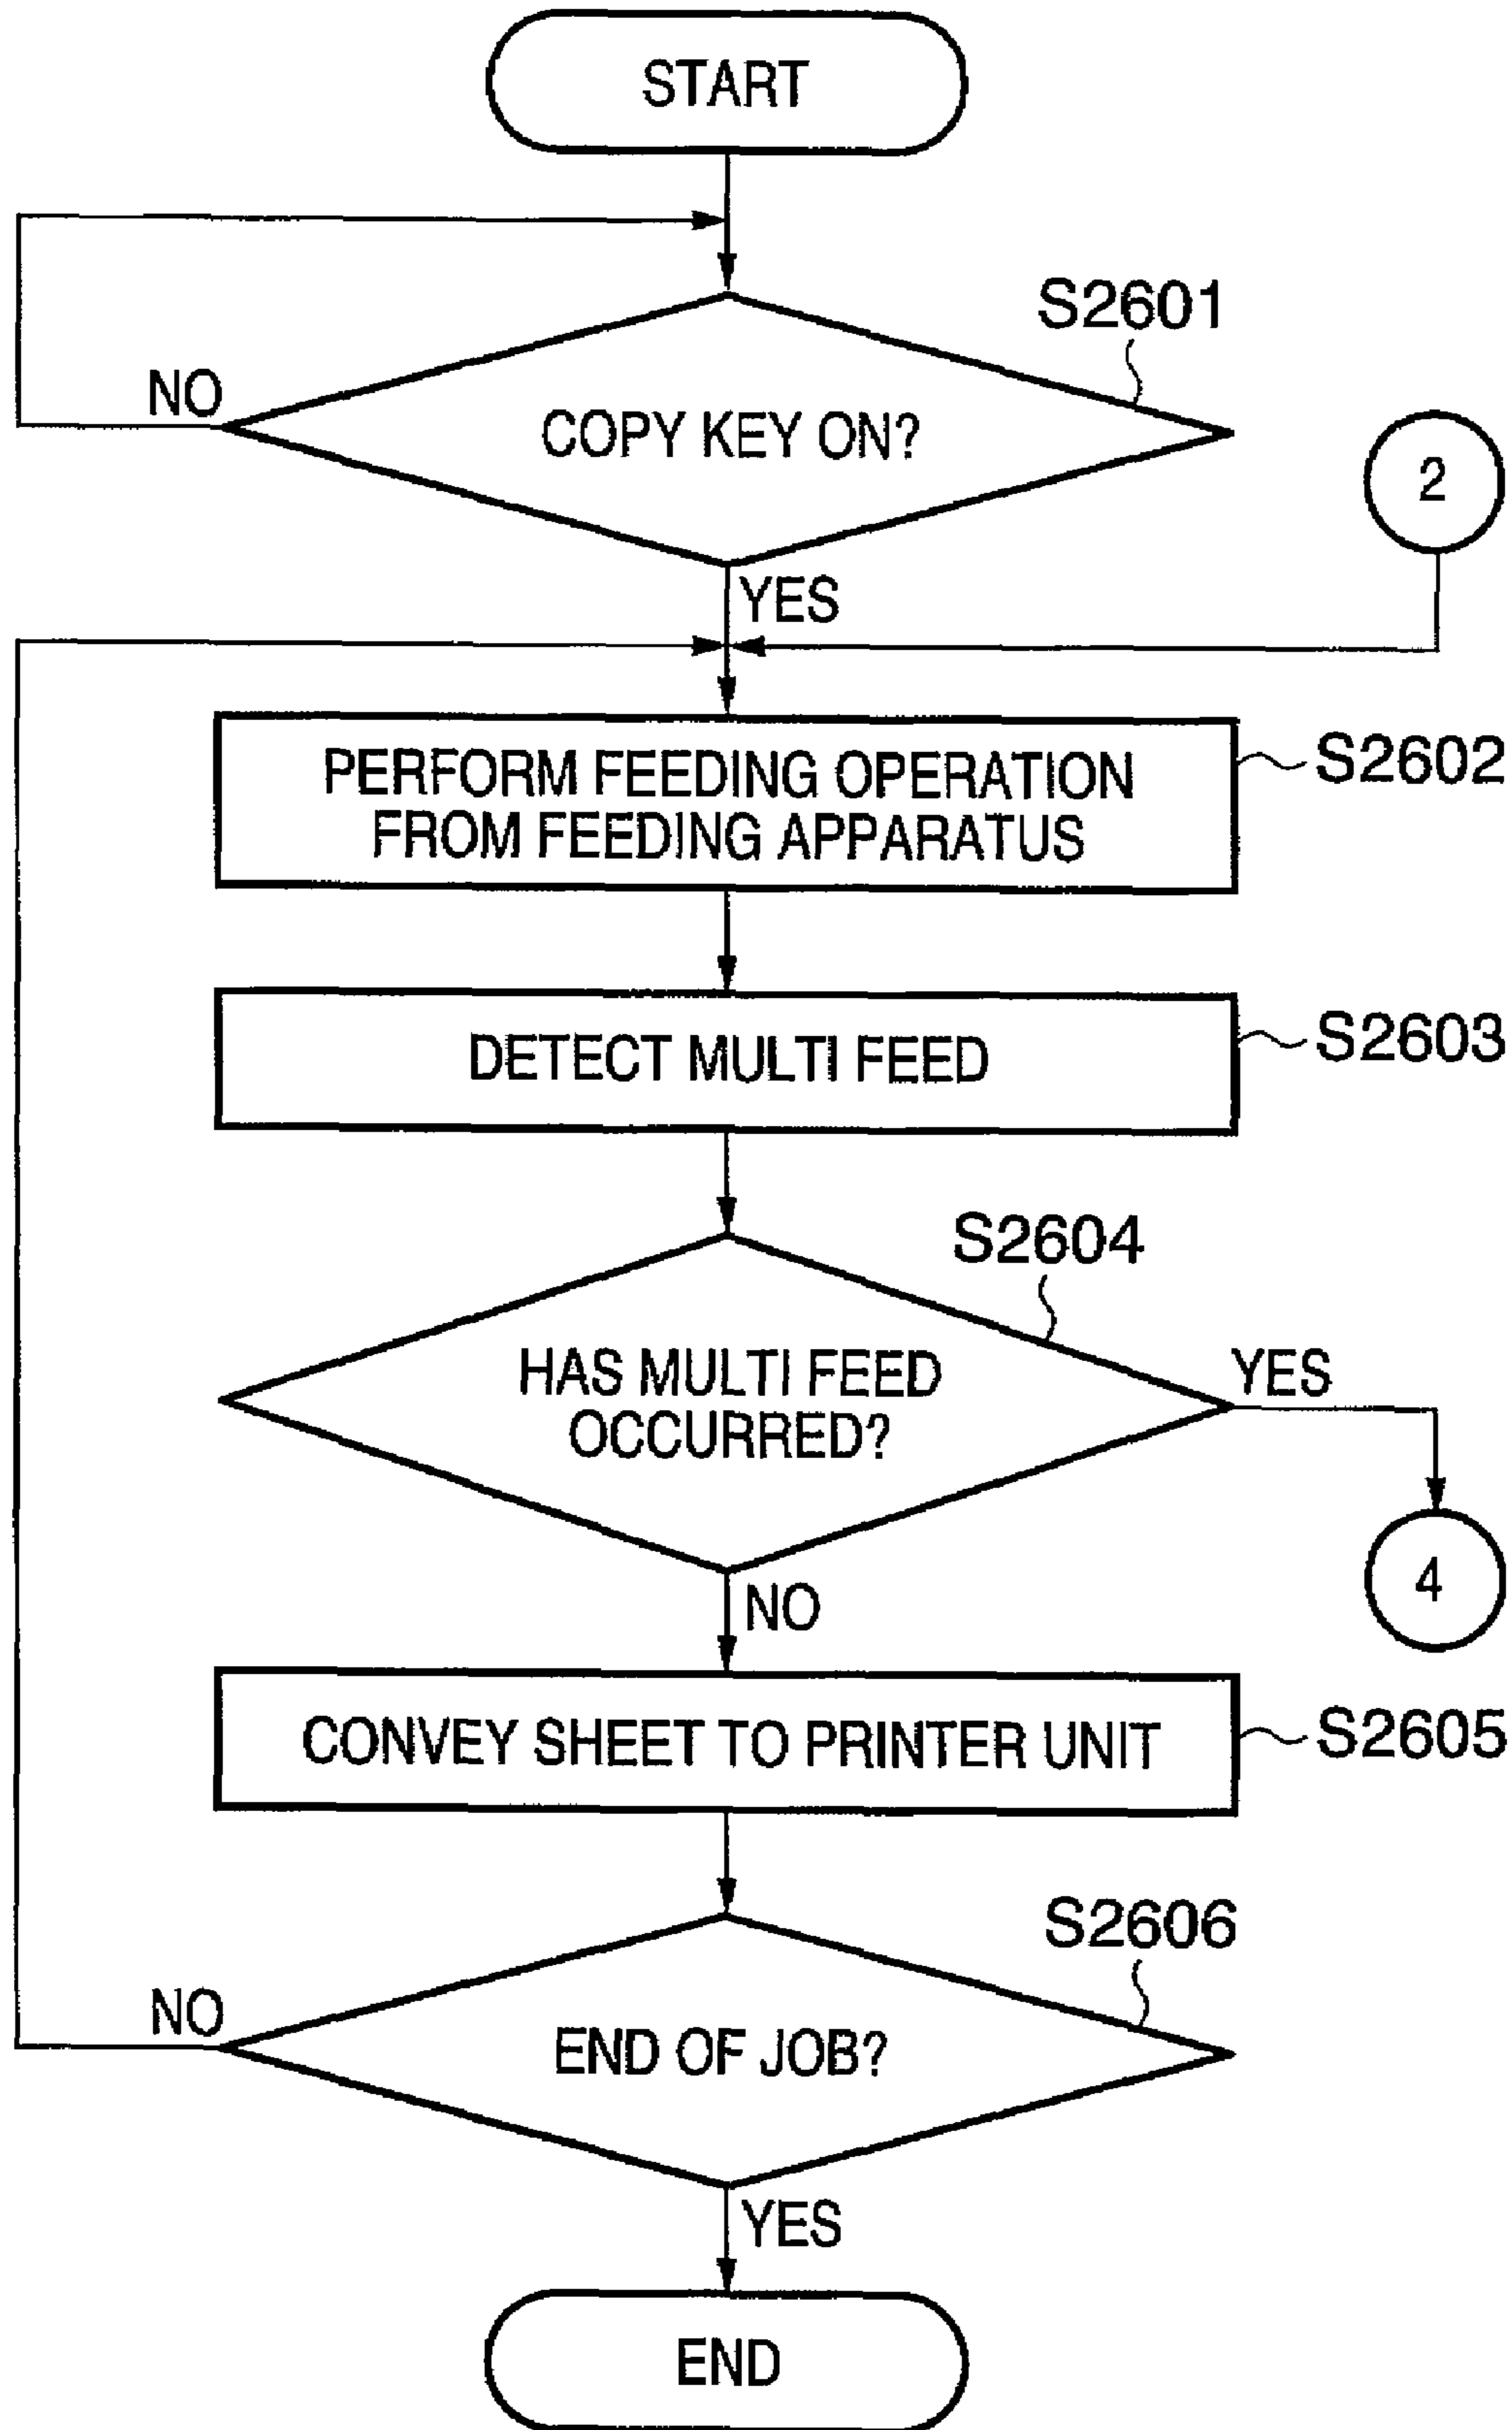 START
S2601
NO
COPY KEY ON?
2
YES
PERFORM FEEDING OPERATION
FROM FEEDING APPARATUS
S2602
DETECT MULTI FEED
S2603
S2604
HAS MULTI FEED
OCCURRED?
YES
4
NO
CONVEY SHEET TO PRINTER UNIT
S2605
S2606
NO
END OF JOB?
YES
END